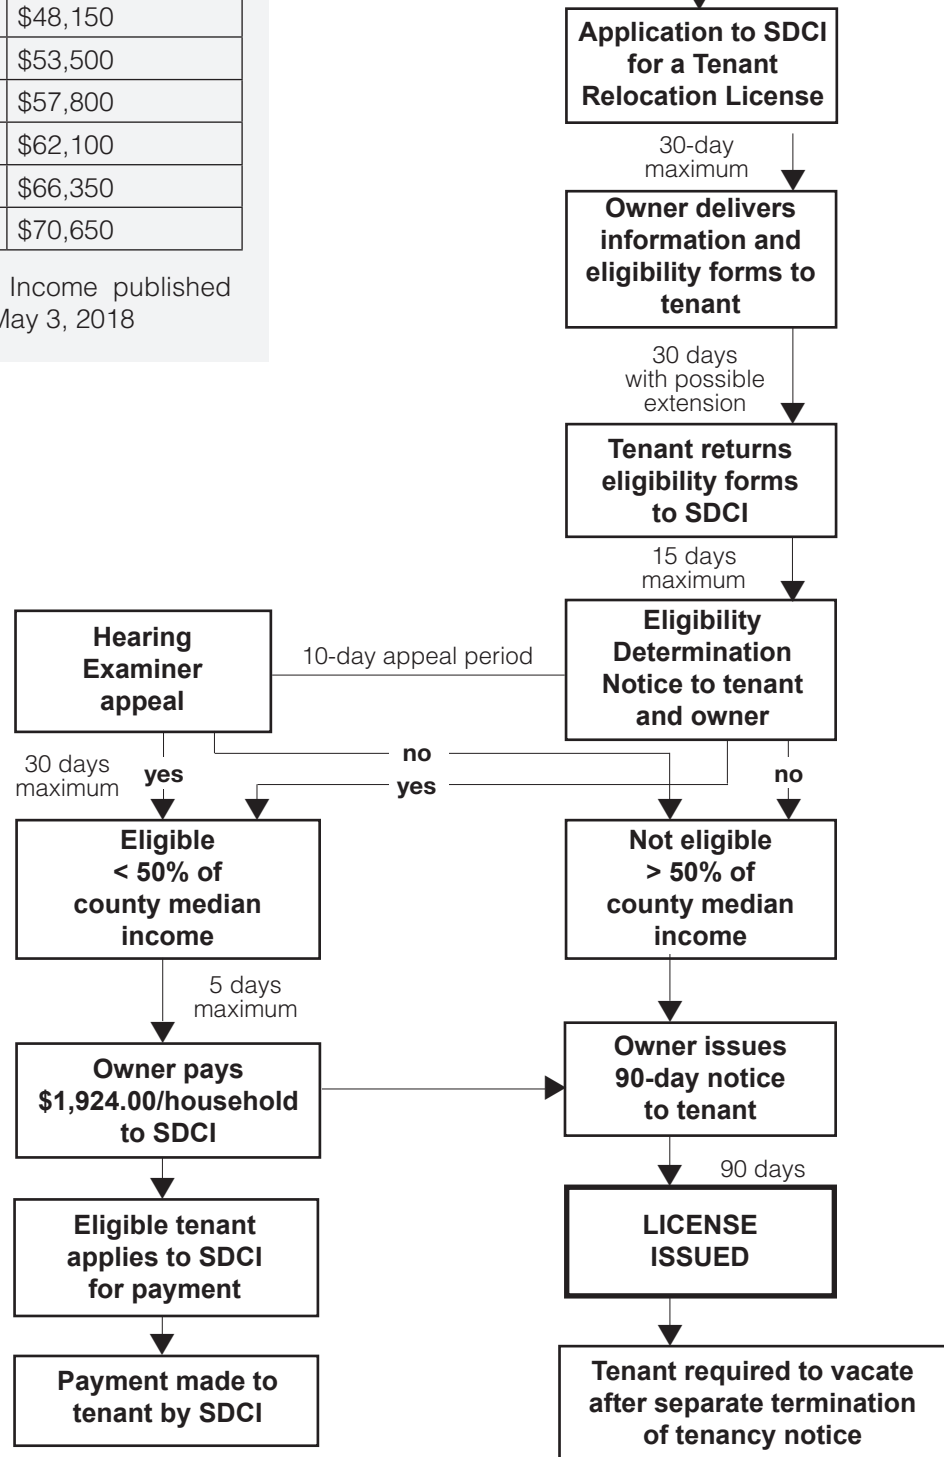 $48,150
$53,500
$57,800
$62,100
$66,350
$70,650
Income published
May 3, 2018
Application to SDCI
for a Tenant
Relocation License
30-day
maximum
Owner delivers
information and
eligibility forms to
tenant
30 days
with possible
extension
Tenant returns
eligibility forms
to SDCI
15 days
maximum
Eligibility
Determination
Notice to tenant
and owner
10-day appeal period
Hearing
Examiner
appeal
30 days
maximum
yes
no
yes
no
Eligible
< 50% of
county median
income
Not eligible
> 50% of
county median
income
5 days
maximum
Owner pays
$1,924.00/household
to SDCI
Owner issues
90-day notice
to tenant
90 days
Eligible tenant
applies to SDCI
for payment
LICENSE
ISSUED
Payment made to
tenant by SDCI
Tenant required to vacate
after separate termination
of tenancy notice